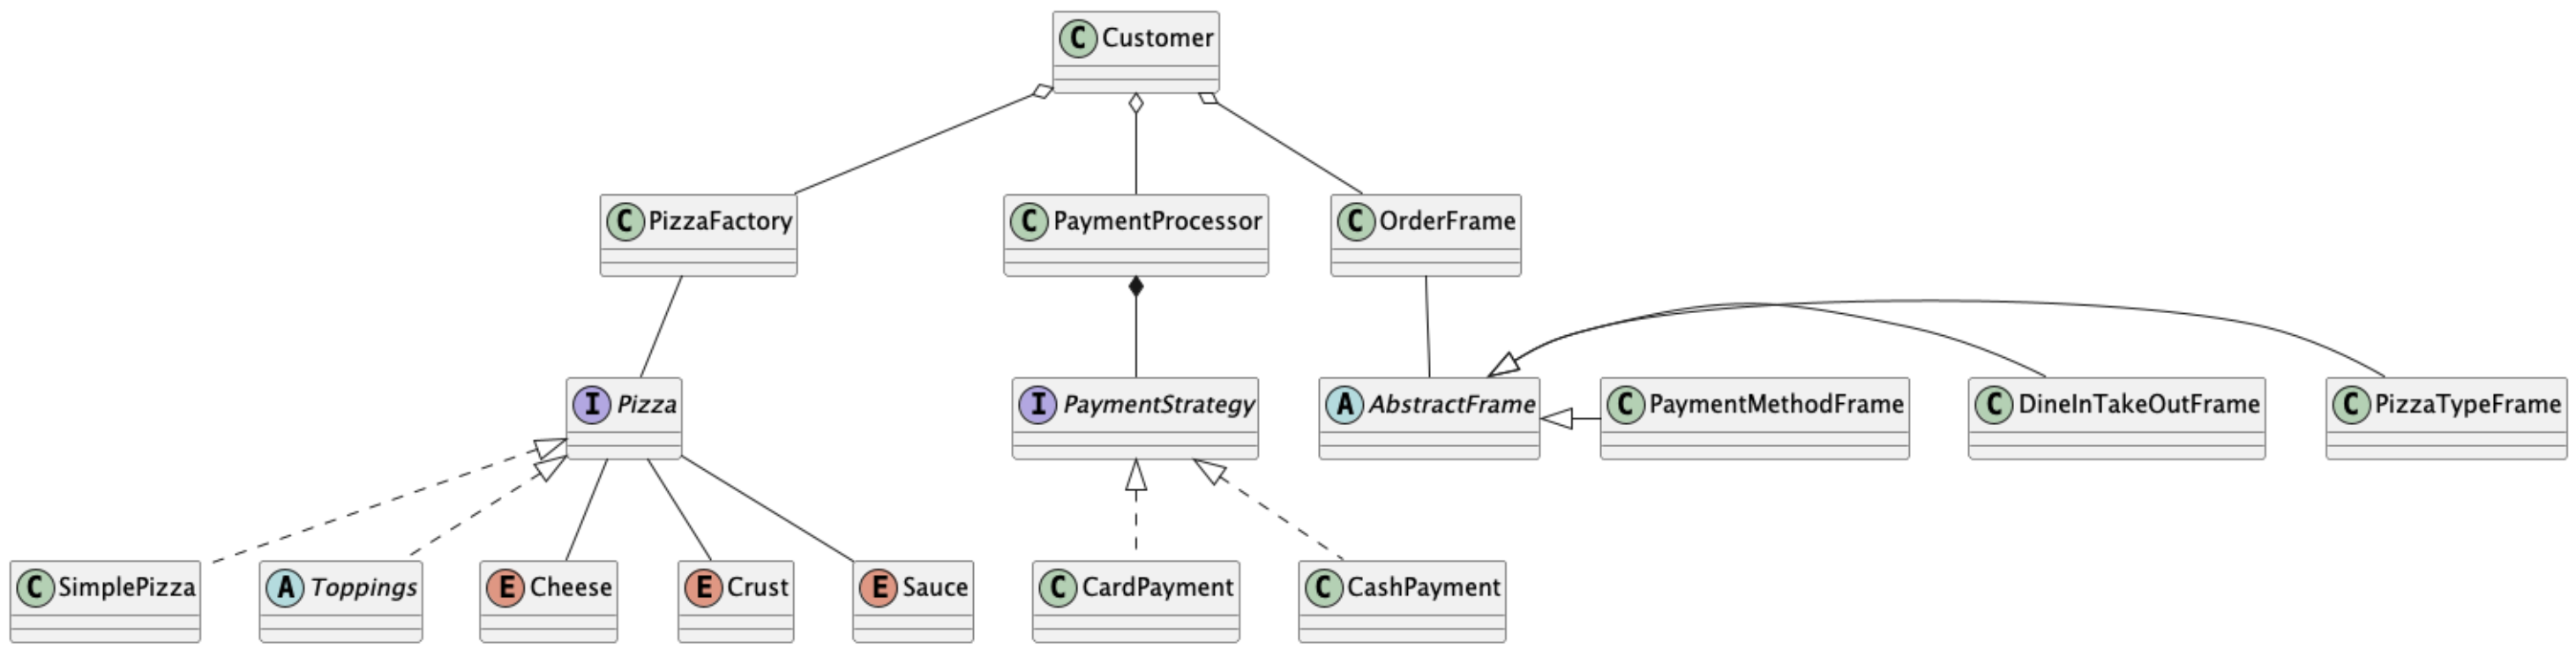 C Customer
C PizzaFactory
C PaymentProcessor
C OrderFrame
I Pizza
I PaymentStrategy
A AbstractFrame
C PaymentMethodFrame
C DineInTakeOutFrame
C PizzaTypeFrame
C SimplePizza
A Toppings
E Cheese
E Crust
E Sauce
C CardPayment
C CashPayment